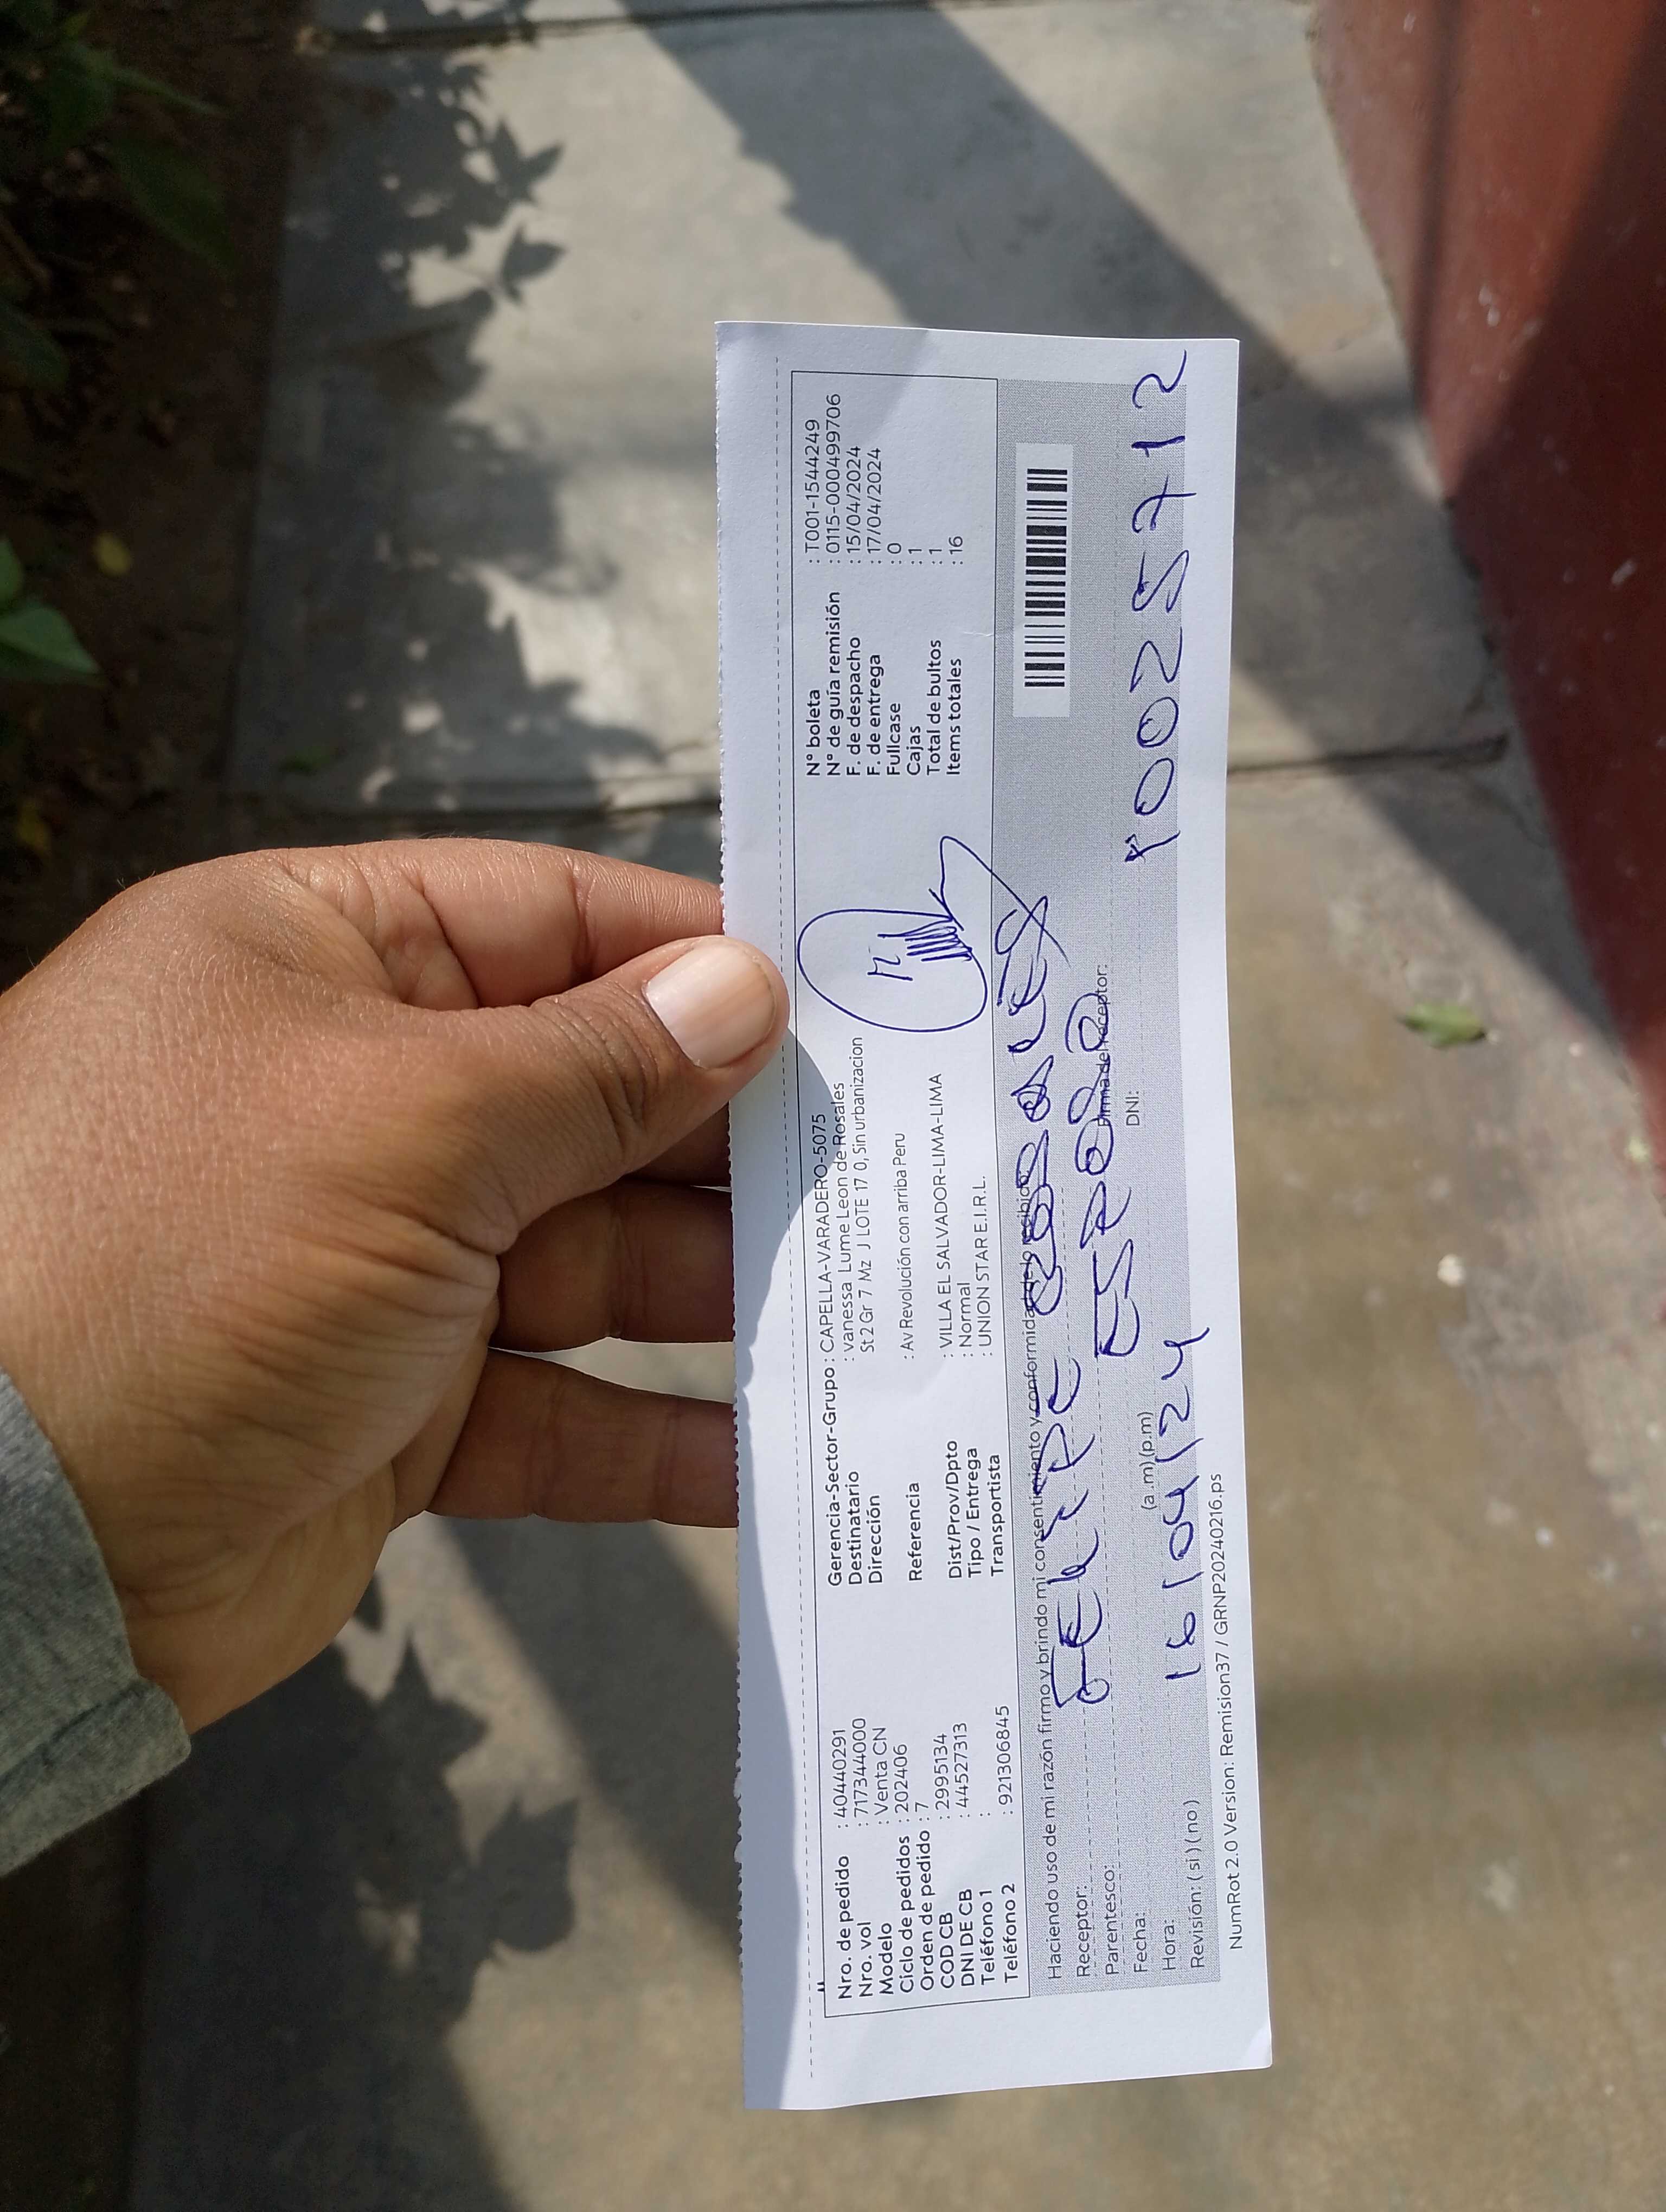 Nro. de pedido : 40440291
Nro. vol : 717344000
Modelo : Venta CN
Ciclo de pedidos : 202406
Orden de pedido : 7
COD CB : 2995134
DNI DE CB : 44527313
Teléfono 1 :
Teléfono 2 : 921306845
Gerencia-Sector-Grupo : CAPELLA-VARADERO-5075
Destinatario : vanessa Lume Leon de Rosales
Dirección St 2 Gr 7 Mz J LOTE 17 0, Sin urbanizacion
Referencia : Av Revolución con arriba Peru
Dist/Prov/Dpto : VILLA EL SALVADOR-LIMA-LIMA
Tipo / Entrega : Normal
Transportista : UNION STAR E.I.R.L.
N° boleta : T001-1544249
N° de guía remisión : 0115-0000499706
F. de despacho : 15/04/2024
F. de entrega : 17/04/2024
Fullcase : 0
Cajas : 1
Total de bultos : 1
Items totales : 16
Haciendo uso de mi razón firmo y brindo mi consentimiento y conformidad de lo recibido
Receptor: FELIPE ROSALES
Parentesco: ESPOSO
Firma del receptor:
Fecha: DNI: 10025712
Hora: 16/04/24 (a.m) (p.m)
Revisión: ( si ) ( no )
NumRot 2.0 Version: Remision37 / GRNIP20240216.ps